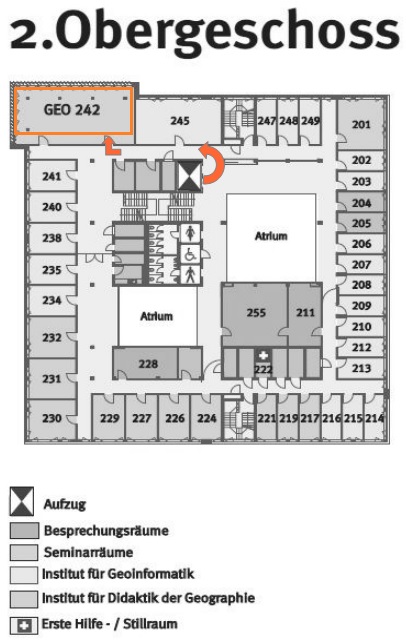 2.Obergeschoss
GEO 242
245
247 248 249
201
241
202
203
240
204
205
238
Atrium
206
235
207
208
234
209
Atrium
255
211
210
232
212
228
222
213
231
230
229 227 226 224
221 219 217 216 215 214
Aufzug
Besprechungsräume
Seminarräume
Institut für Geoinformatik
Institut für Didaktik der Geographie
Erste Hilfe - / Stillraum